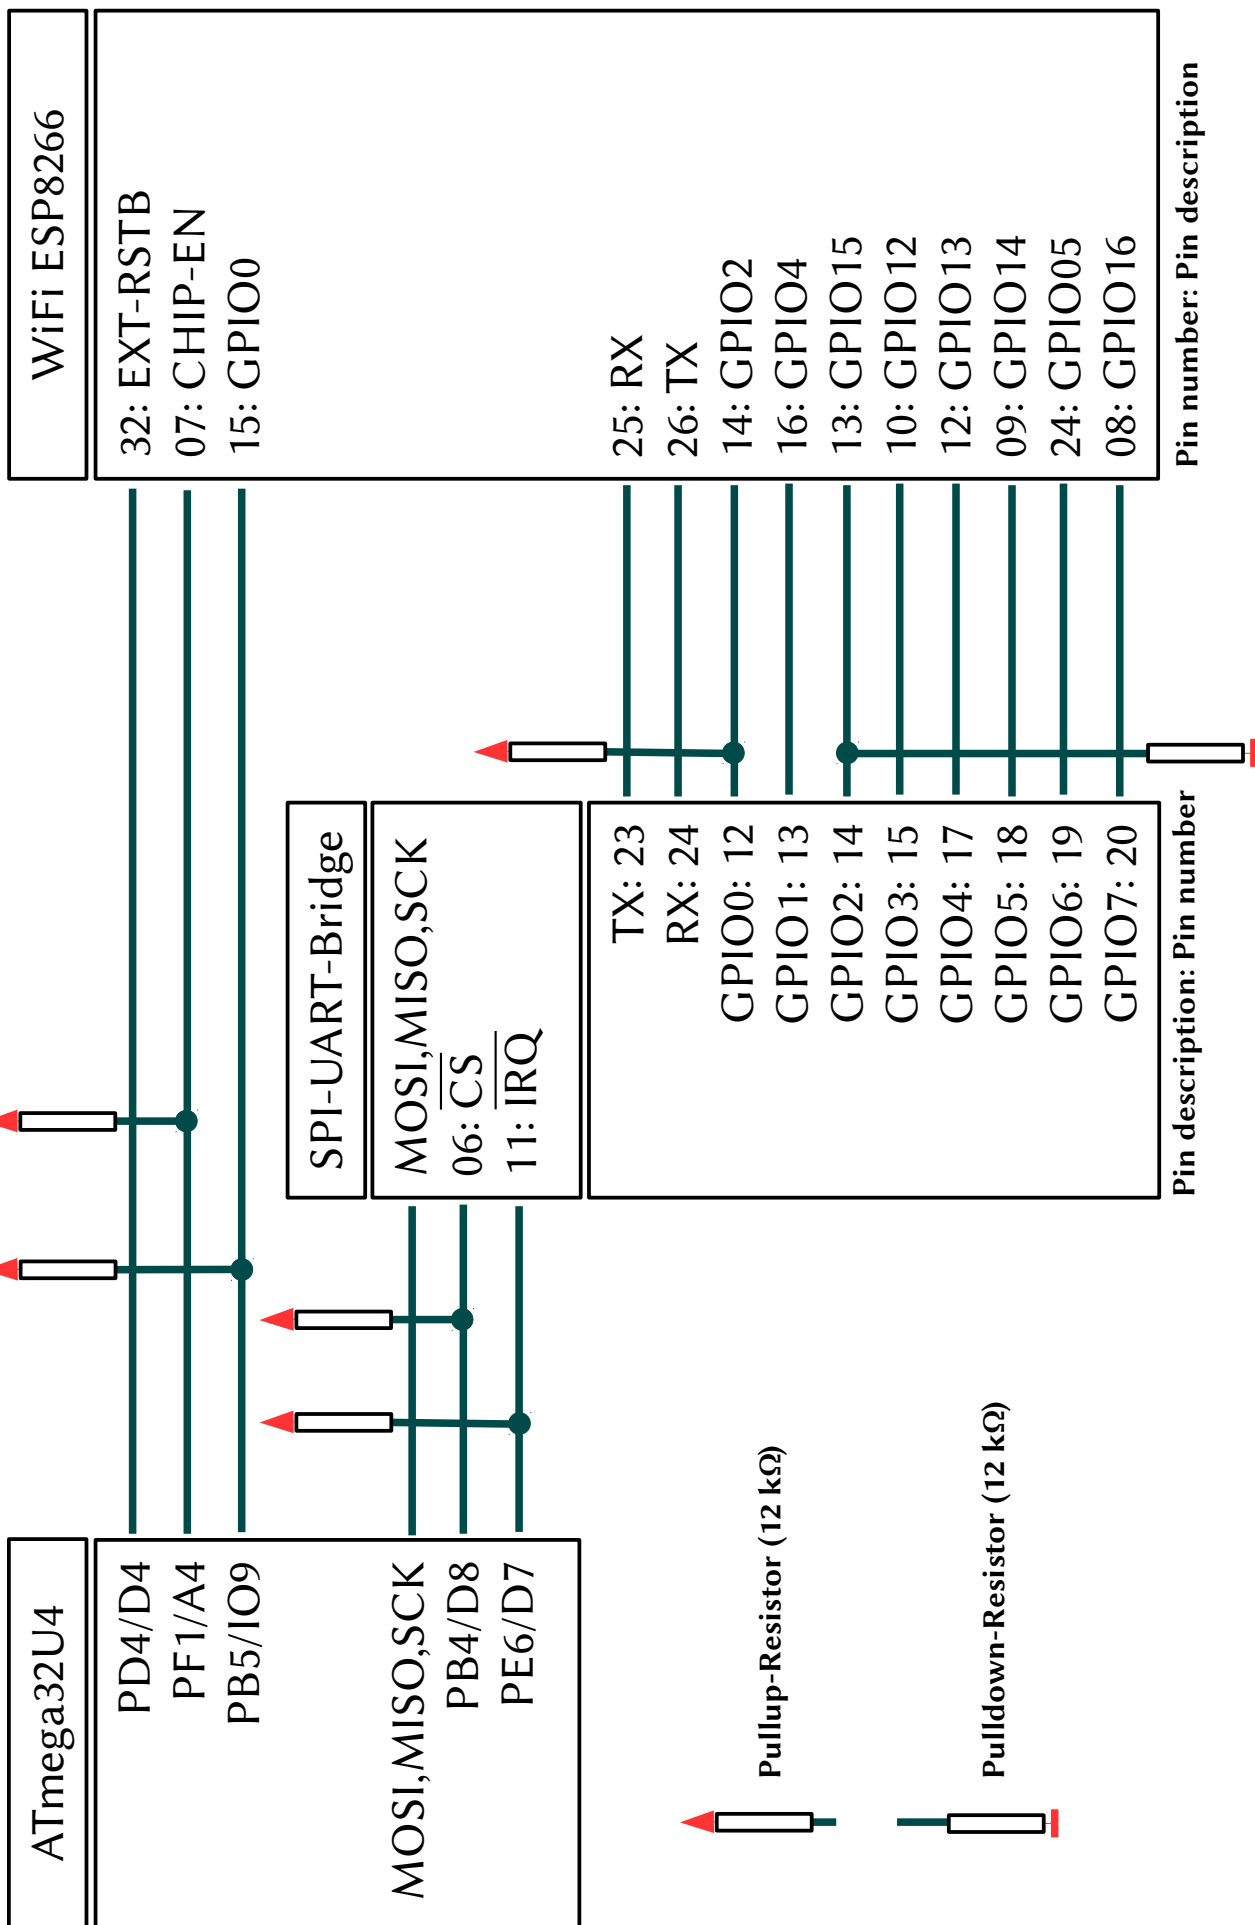 ATmega32U4
PD4/D4
PF1/A4
PB5/IO9
MOSI,MISO,SCK
PB4/D8
PE6/D7
Pullup-Resistor (12 kΩ)
Pulldown-Resistor (12 kΩ)
SPI-UART-Bridge
MOSI,MISO,SCK
06: CS
11: IRQ
TX: 23
RX: 24
GPIO0: 12
GPIO1: 13
GPIO2: 14
GPIO3: 15
GPIO4: 17
GPIO5: 18
GPIO6: 19
GPIO7: 20
Pin description: Pin number
WiFi ESP8266
32: EXT-RSTB
07: CHIP-EN
15: GPIO0
25: RX
26: TX
14: GPIO2
16: GPIO4
13: GPIO15
10: GPIO12
12: GPIO13
09: GPIO14
24: GPIO05
08: GPIO16
Pin number: Pin description